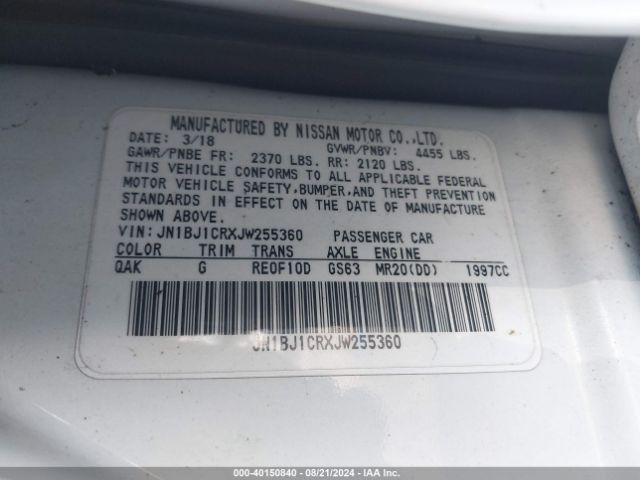 MANUFACTURED BY NISSAN MOTOR CO.,LTD.
DATE: 3/18 GVWR/PNBV: 4455 LBS.
GAWR/PNBE FR: 2370 LBS. RR: 2120 LBS.
THIS VEHICLE CONFORMS TO ALL APPLICABLE FEDERAL
MOTOR VEHICLE SAFETY,BUMPER,AND THEFT PREVENTION
STANDARDS IN EFFECT ON THE DATE OF MANUFACTURE
SHOWN ABOVE.
VIN:JN1BJ1CRXJW255360 PASSENGER CAR
COLOR TRIM TRANS AXLE ENGINE
QAK G RE0F10D GS63 MR20(DD) 1997CC
JN1BJ1CRXJW255360
000-40150840 - 08/21/2024 - IAA Inc.